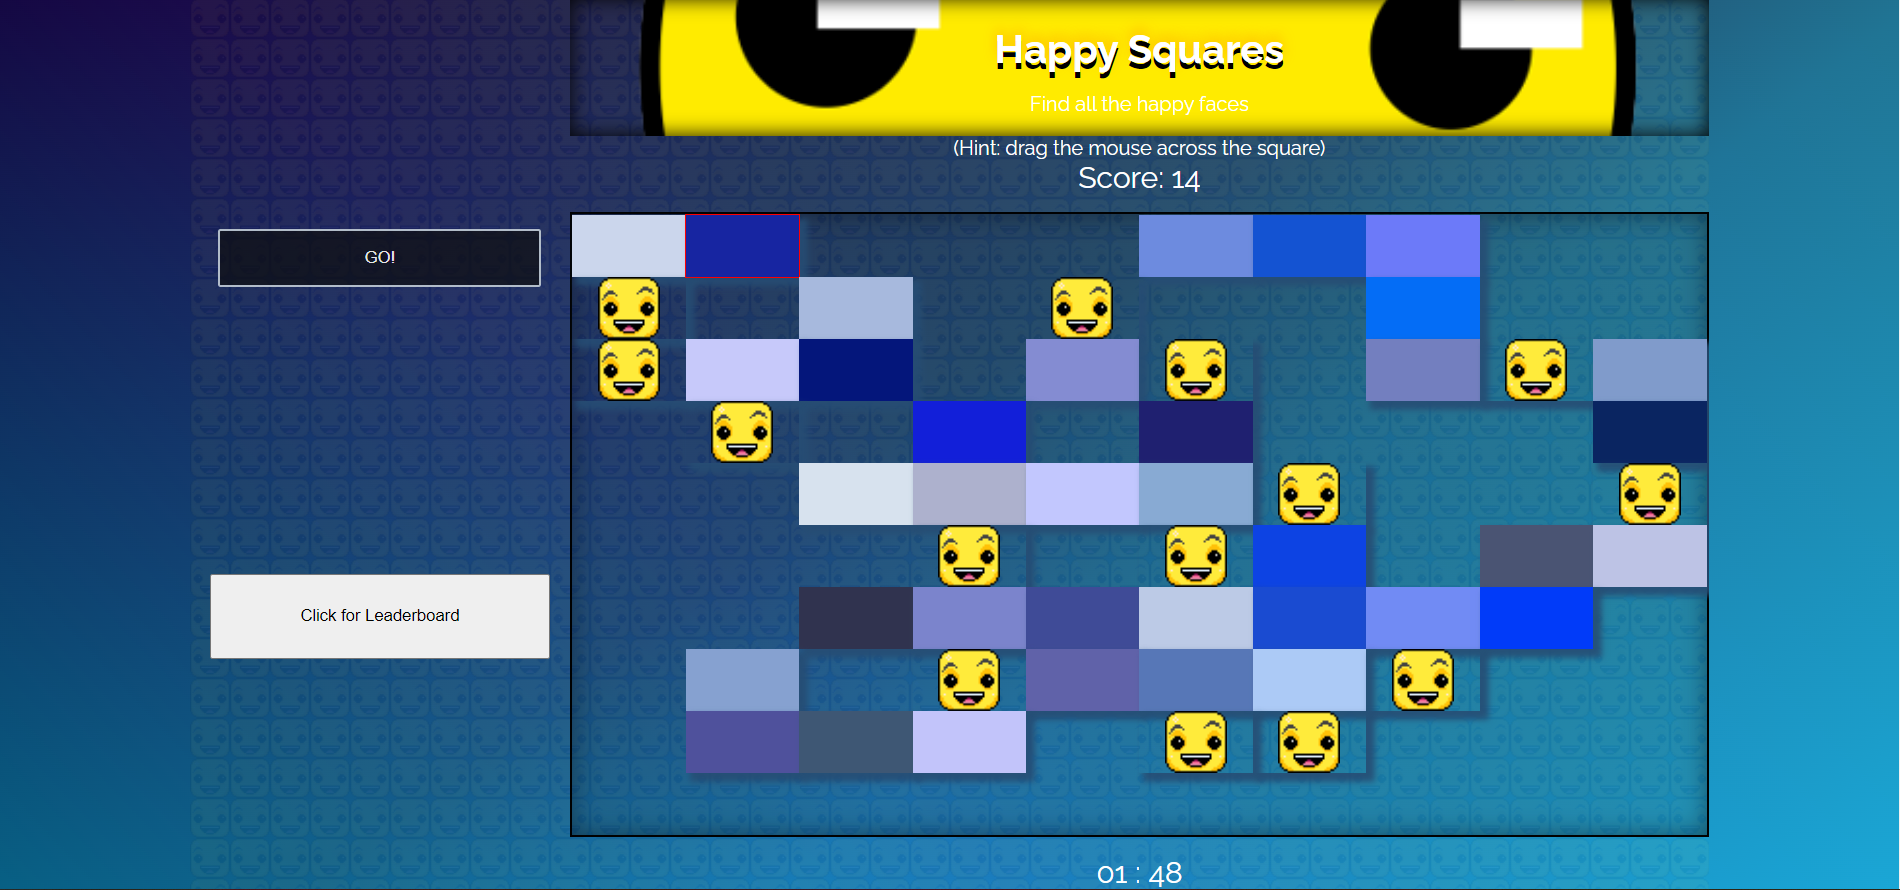 Happy Squares
Find all the happy faces
(Hint: drag the mouse across the square)
Score: 14
GO!
Click for Leaderboard
01 : 48